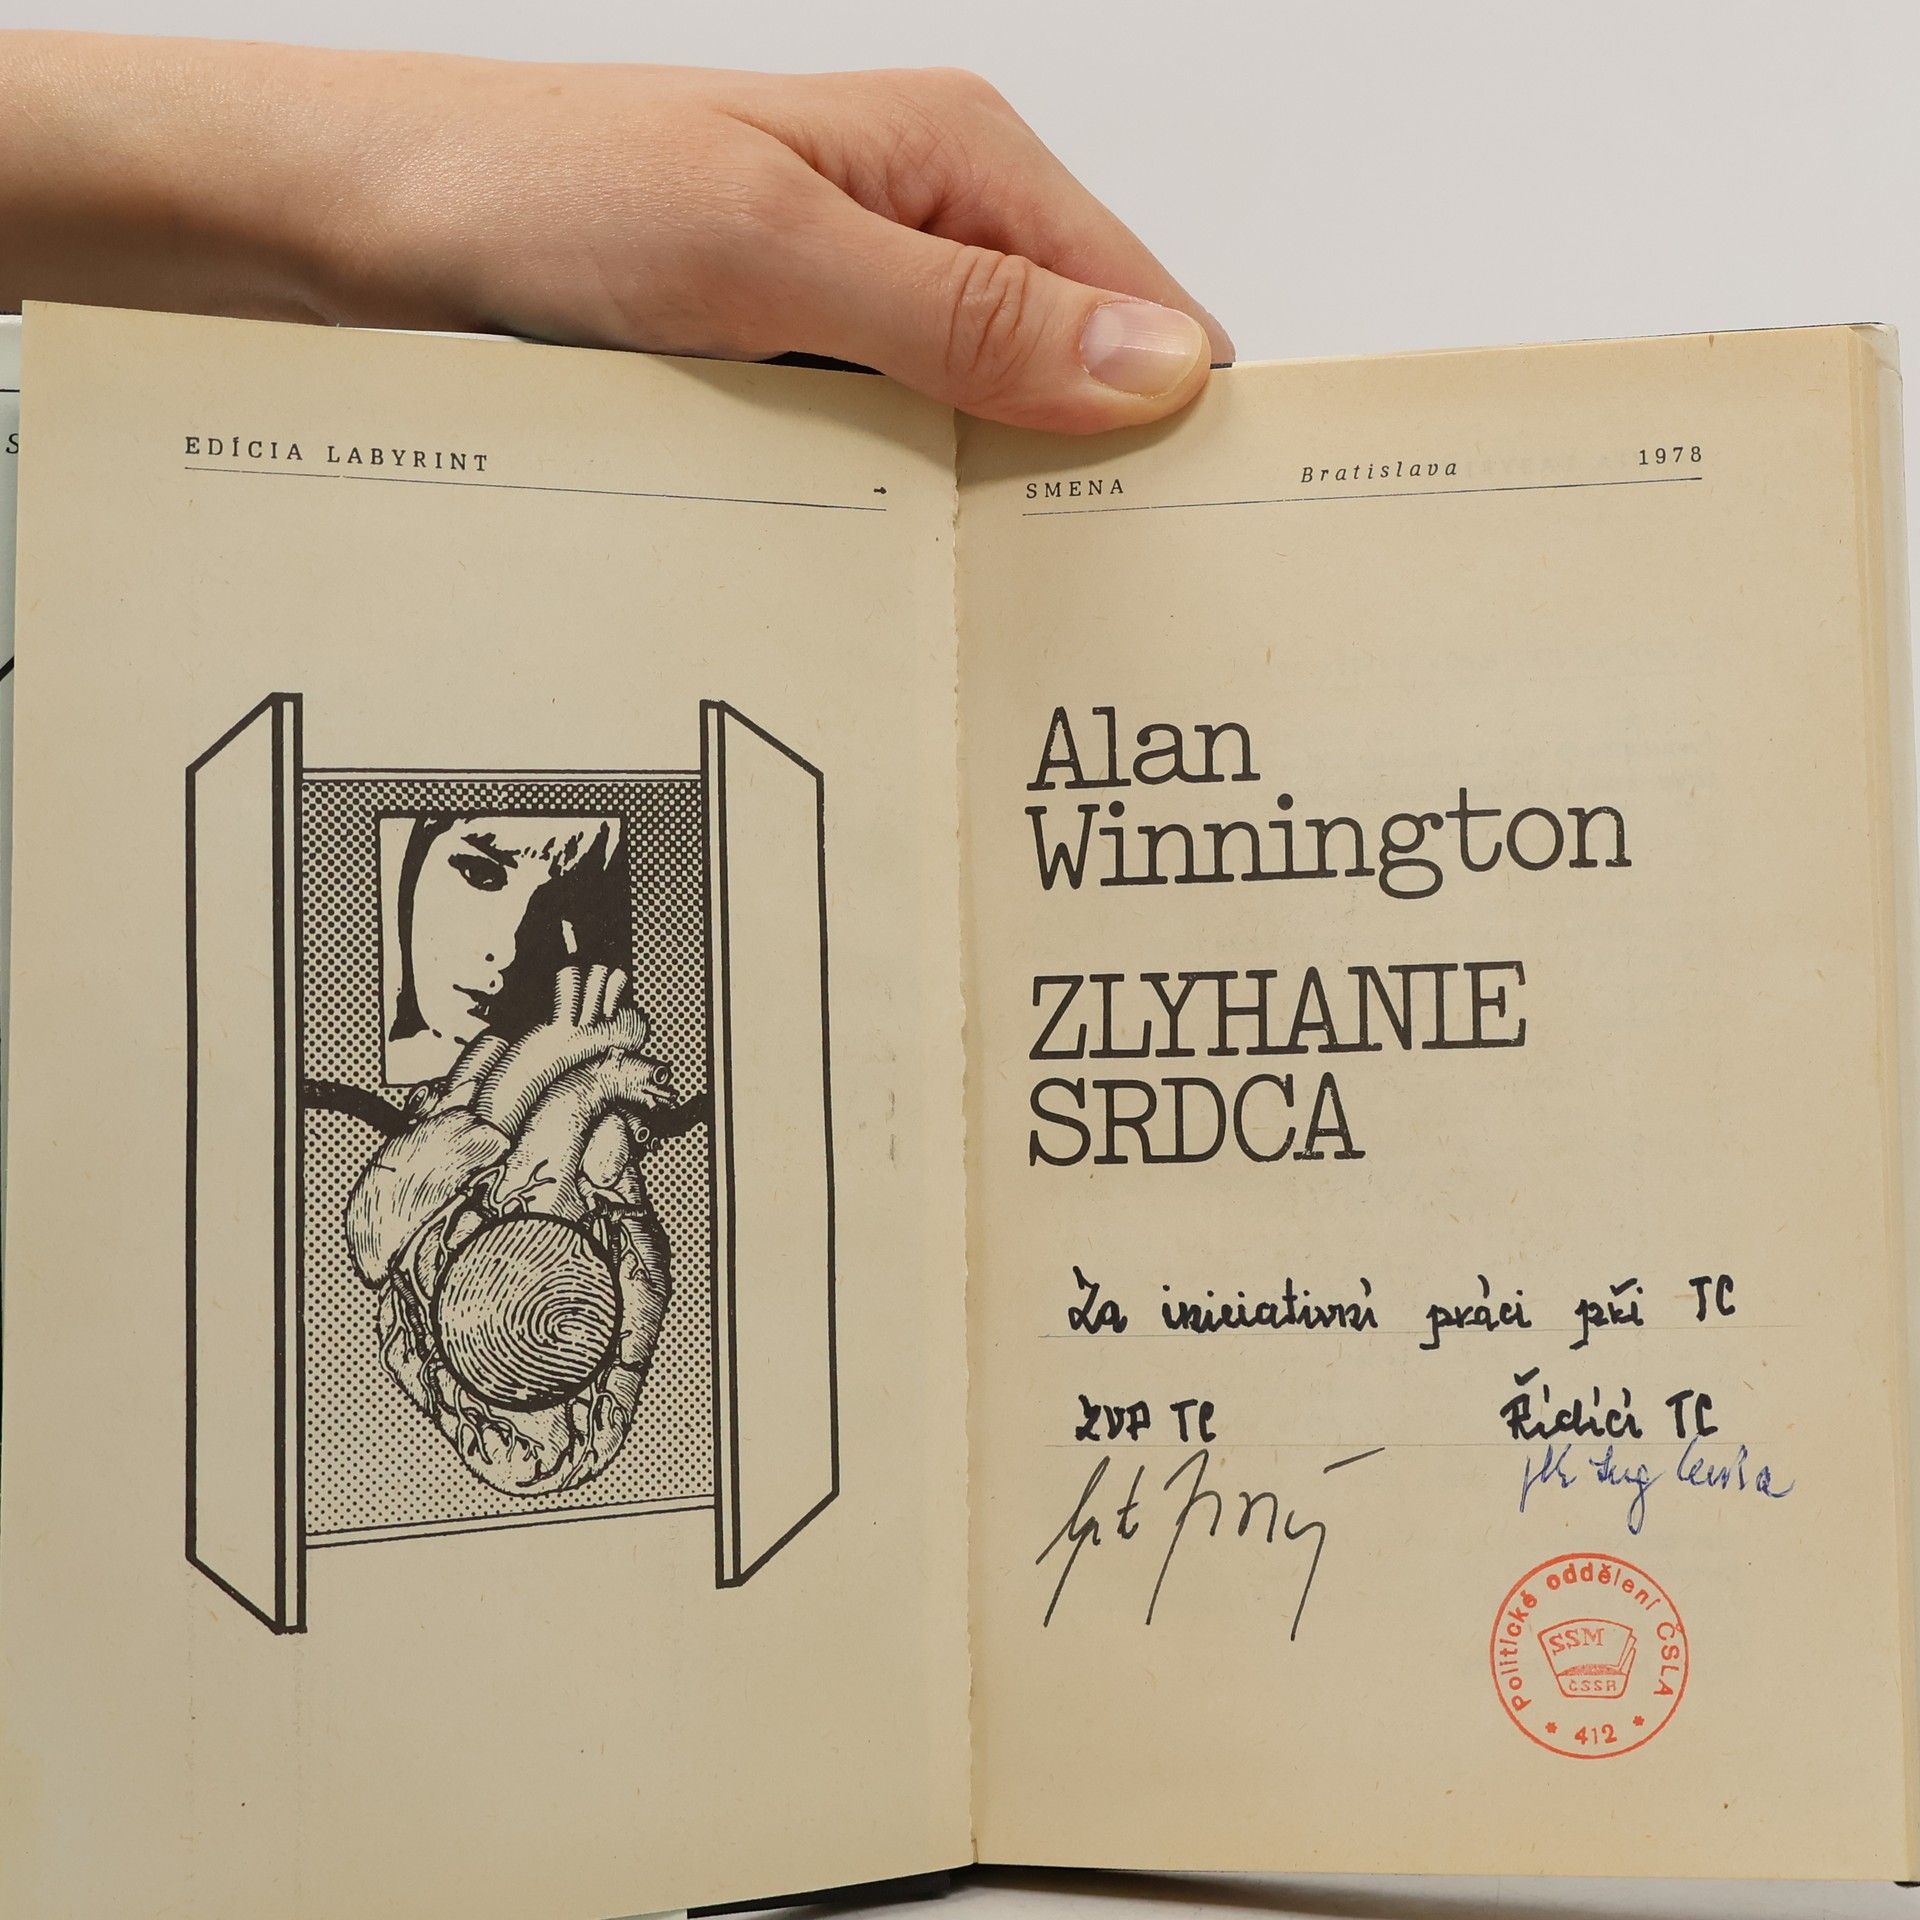 EDÍCIA LABYRINT
SMENA Bratislava 1978
Alan
Winnington
ZLYHANIE
SRDCA
Za iniciativní práci při TC
ZVP TC Řídící TC
Politické oddělení ČSLA
SSM
ČSSR
* 412 *